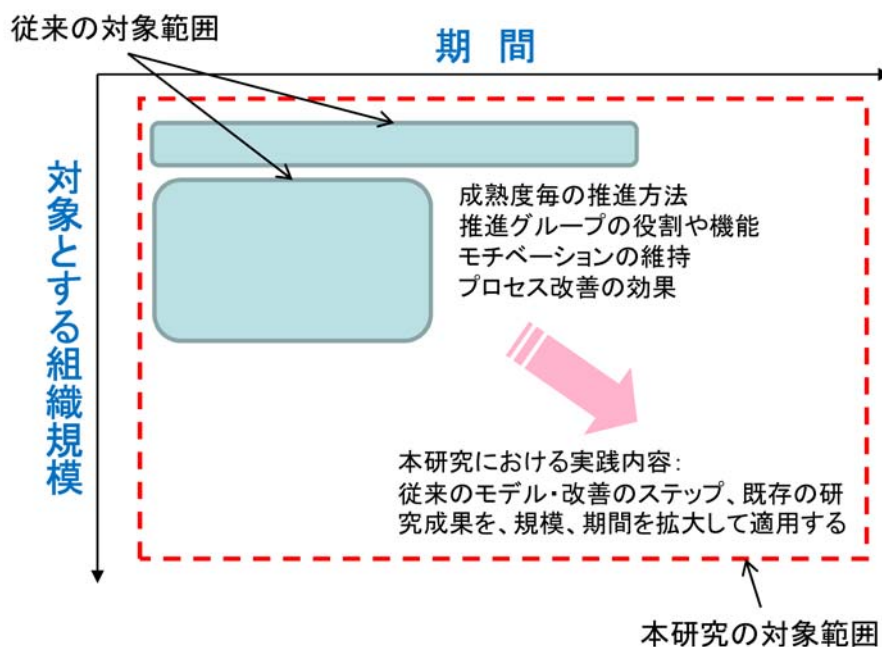 従来の対象範囲
期 間
対象とする組織規模
成熟度毎の推進方法
推進グループの役割や機能
モチベーションの維持
プロセス改善の効果
本研究における実践内容:
従来のモデル・改善のステップ、既存の研
究成果を、規模、期間を拡大して適用する
本研究の対象範囲